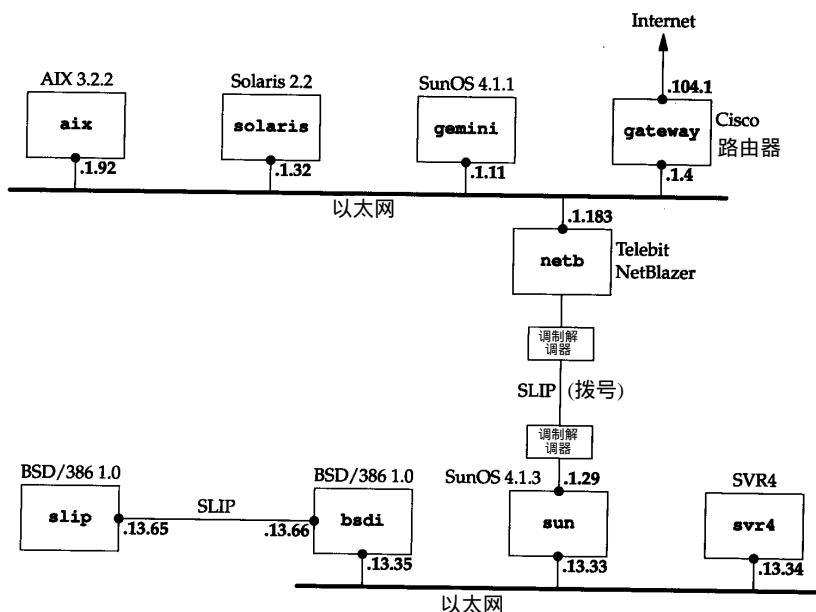 Internet
AIX 3.2.2
Solaris 2.2
SunOS 4.1.1
.104.1
aix
solaris
gemini
gateway
Cisco
路由器
.1.92
.1.32
.1.11
.1.4
以太网
.1.183
netb
Telebit
NetBlazer
调制解
调器
SLIP (拨号)
调制解
调器
BSD/386 1.0
BSD/386 1.0
SunOS 4.1.3
.1.29
SVR4
slip
SLIP
bsdi
sun
svr4
.13.65
.13.66
.13.35
.13.33
.13.34
以太网